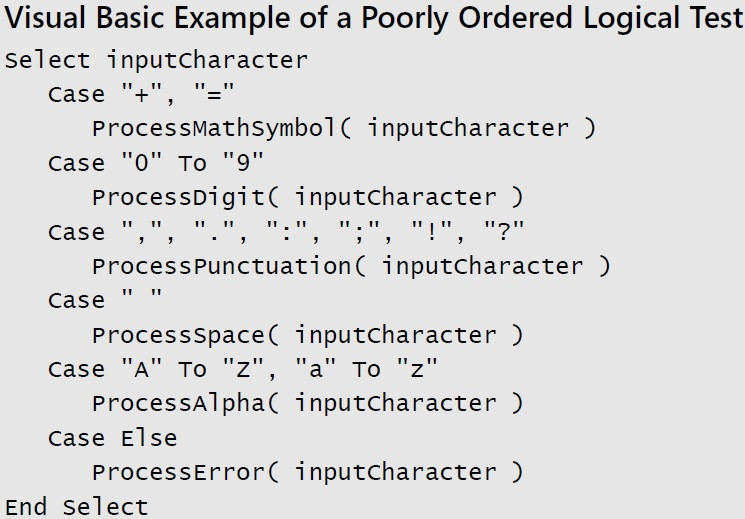 Visual Basic Example of a Poorly Ordered Logical Test
Select inputCharacter
Case "+", "="
ProcessMathSymbol( inputCharacter )
Case "0" To "9"
ProcessDigit( inputCharacter )
Case ",", ".", ":", ";", "!", "?"
ProcessPunctuation( inputCharacter )
Case " "
ProcessSpace( inputCharacter )
Case "A" To "Z", "a" To "z"
ProcessAlpha( inputCharacter )
Case Else
ProcessError( inputCharacter )
End Select